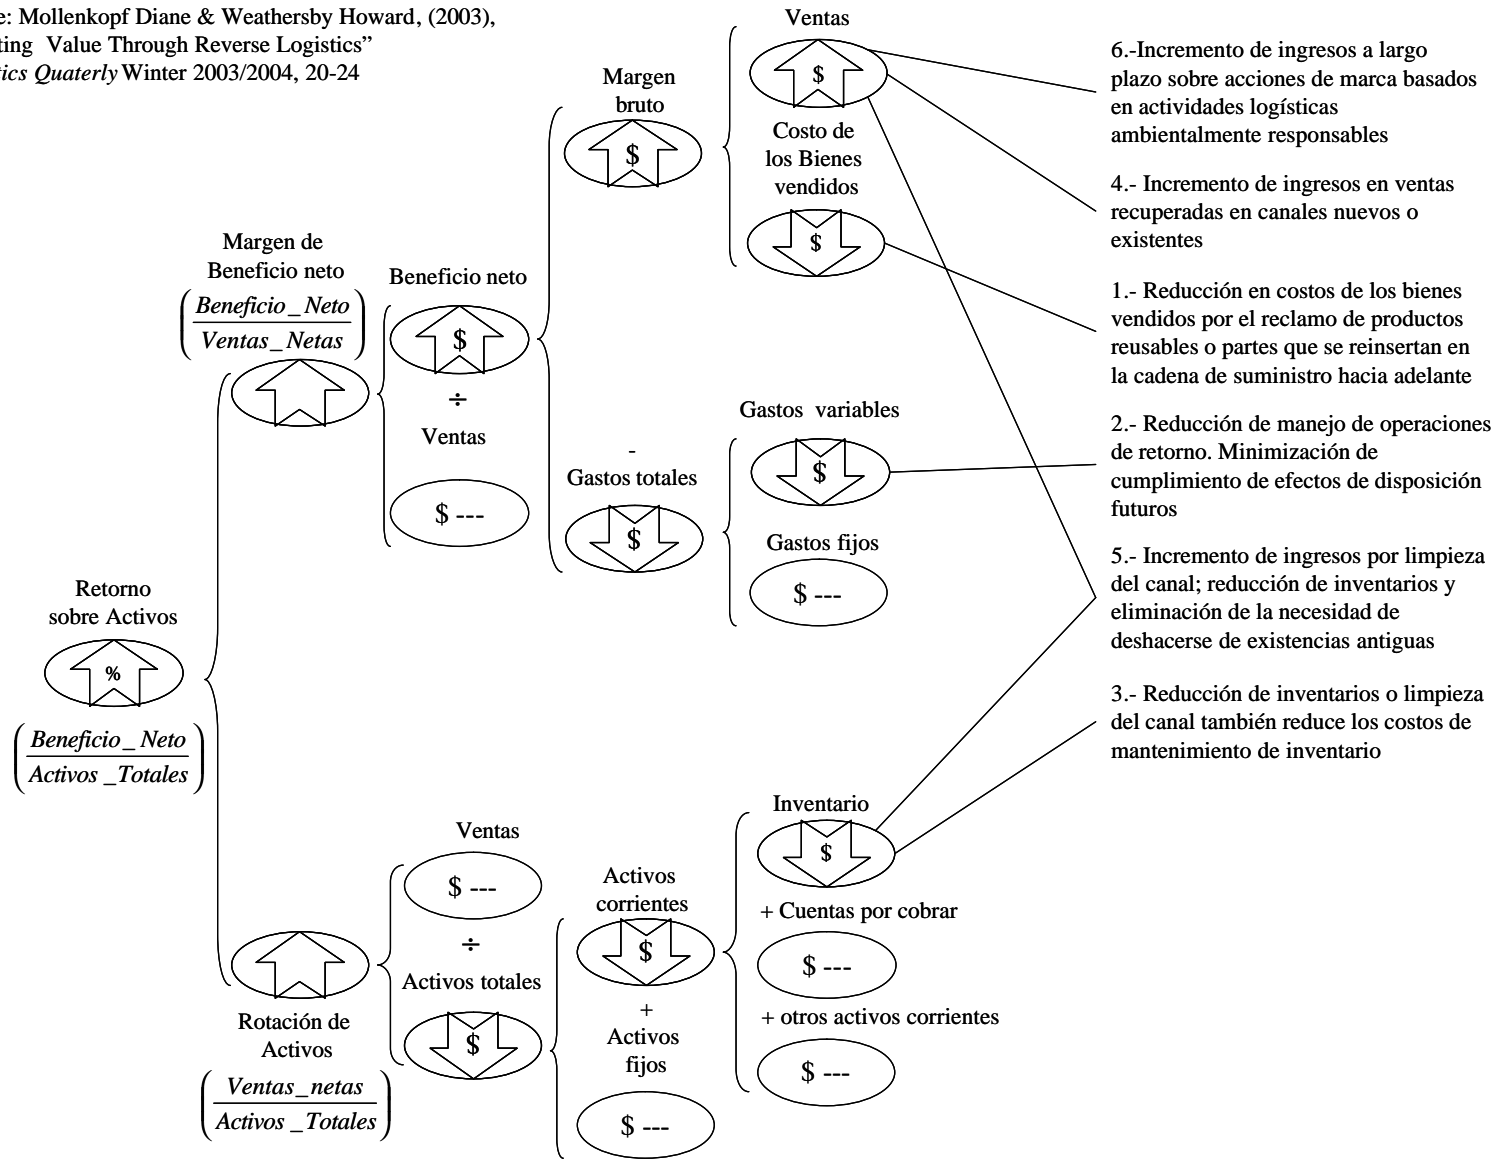 e: Mollenkopf Diane & Weathersby Howard, (2003),
ting Value Through Reverse Logistics”
tics Quaterly Winter 2003/2004, 20-24
Ventas
$
Costo de
los Bienes
vendidos
$
Margen
bruto
$
Margen de
Beneficio neto
(Beneficio_Neto
Ventas_Netas)
Beneficio neto
$
÷
Ventas
$ ---
-
Gastos totales
$
Gastos variables
$
Gastos fijos
$ ---
Retorno
sobre Activos
%
(Beneficio_Neto
Activos_Totales)
Rotación de
Activos
(Ventas_netas
Activos_Totales)
Ventas
$ ---
÷
Activos totales
$
Activos
corrientes
$
+
Activos
fijos
$ ---
Inventario
$
+ Cuentas por cobrar
$ ---
+ otros activos corrientes
$ ---
6.-Incremento de ingresos a largo
plazo sobre acciones de marca basados
en actividades logísticas
ambientalmente responsables
4.- Incremento de ingresos en ventas
recuperadas en canales nuevos o
existentes
1.- Reducción en costos de los bienes
vendidos por el reclamo de productos
reusables o partes que se reinsertan en
la cadena de suministro hacia adelante
2.- Reducción de manejo de operaciones
de retorno. Minimización de
cumplimiento de efectos de disposición
futuros
5.- Incremento de ingresos por limpieza
del canal; reducción de inventarios y
eliminación de la necesidad de
deshacerse de existencias antiguas
3.- Reducción de inventarios o limpieza
del canal también reduce los costos de
mantenimiento de inventario